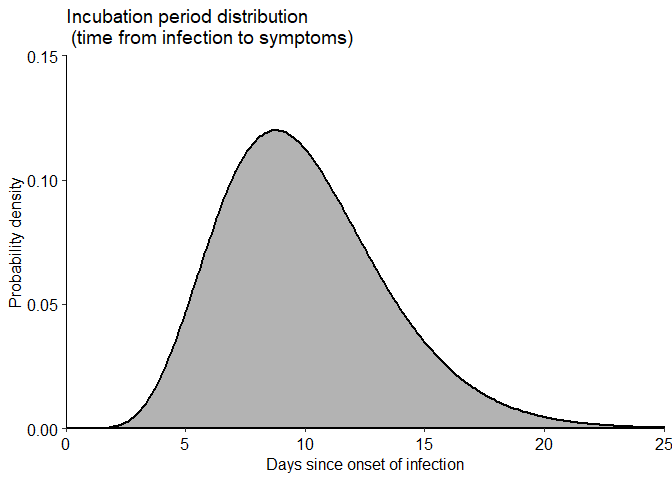 Incubation period distribution
(time from infection to symptoms)
0.15
0.10
0.05
0.00
Probability density
0 5 10 15 20 25
Days since onset of infection